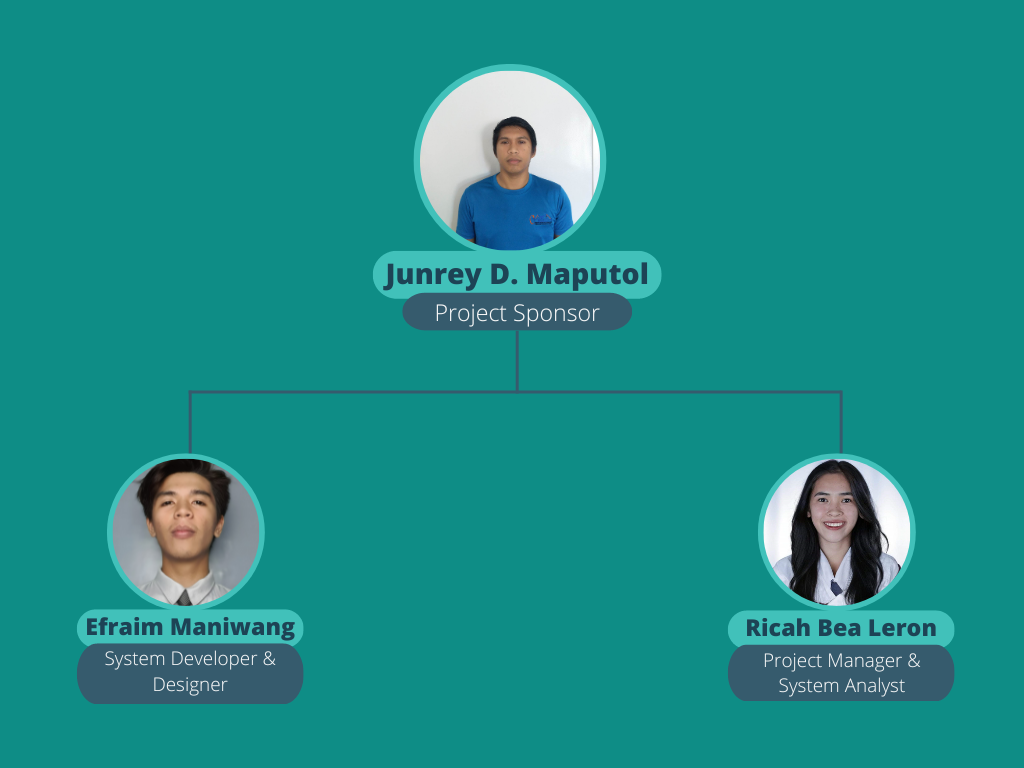 Junrey D. Maputol
Project Sponsor
Efraim Maniwang
System Developer &
Designer
Ricah Bea Leron
Project Manager &
System Analyst